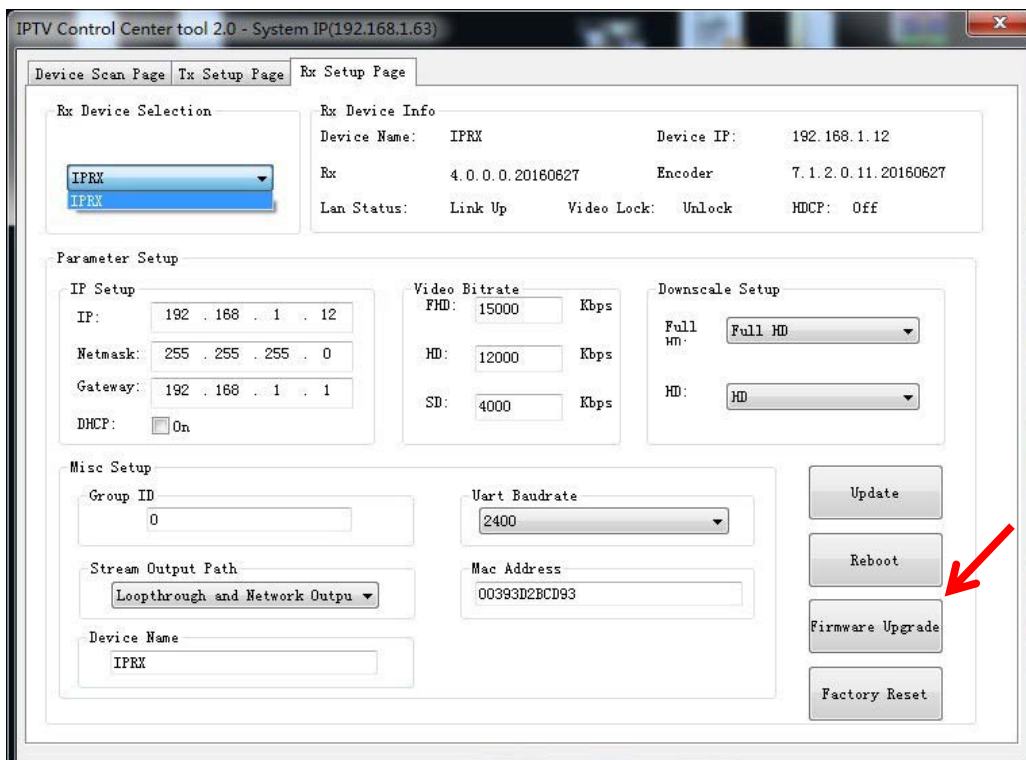 IPTV Control Center tool 2.0 - System IP(192.168.1.63)
Device Scan Page Tx Setup Page Rx Setup Page
Rx Device Selection
IPRX
IPRX
Rx Device Info
Device Name: IPRX Device IP: 192.168.1.12
Rx 4.0.0.0.20160627 Encoder 7.1.2.0.11.20160627
Lan Status: Link Up Video Lock: Unlock HDCP: Off
Parameter Setup
IP Setup
IP: 192 . 168 . 1 . 12
Netmask: 255 . 255 . 255 . 0
Gateway: 192 . 168 . 1 . 1
DHCP: On
Video Bitrate
FHD: 15000 Kbps
HD: 12000 Kbps
SD: 4000 Kbps
Downscale Setup
Full HD: Full HD
HD: HD
Misc Setup
Group ID
0
Uart Baudrate
2400
Stream Output Path
Loopthrough and Network Outpu
Mac Address
00393D2BCD93
Device Name
IPRX
Update
Reboot
Firmware Upgrade
Factory Reset